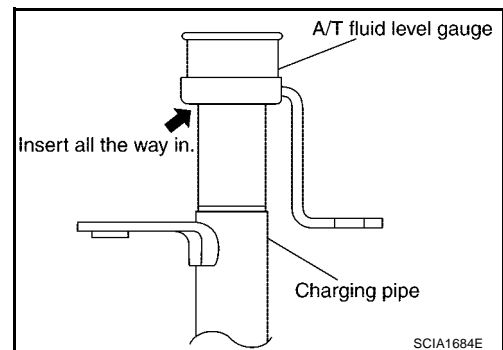 A/T fluid level gauge
Insert all the way in.
Charging pipe
SCIA1684E